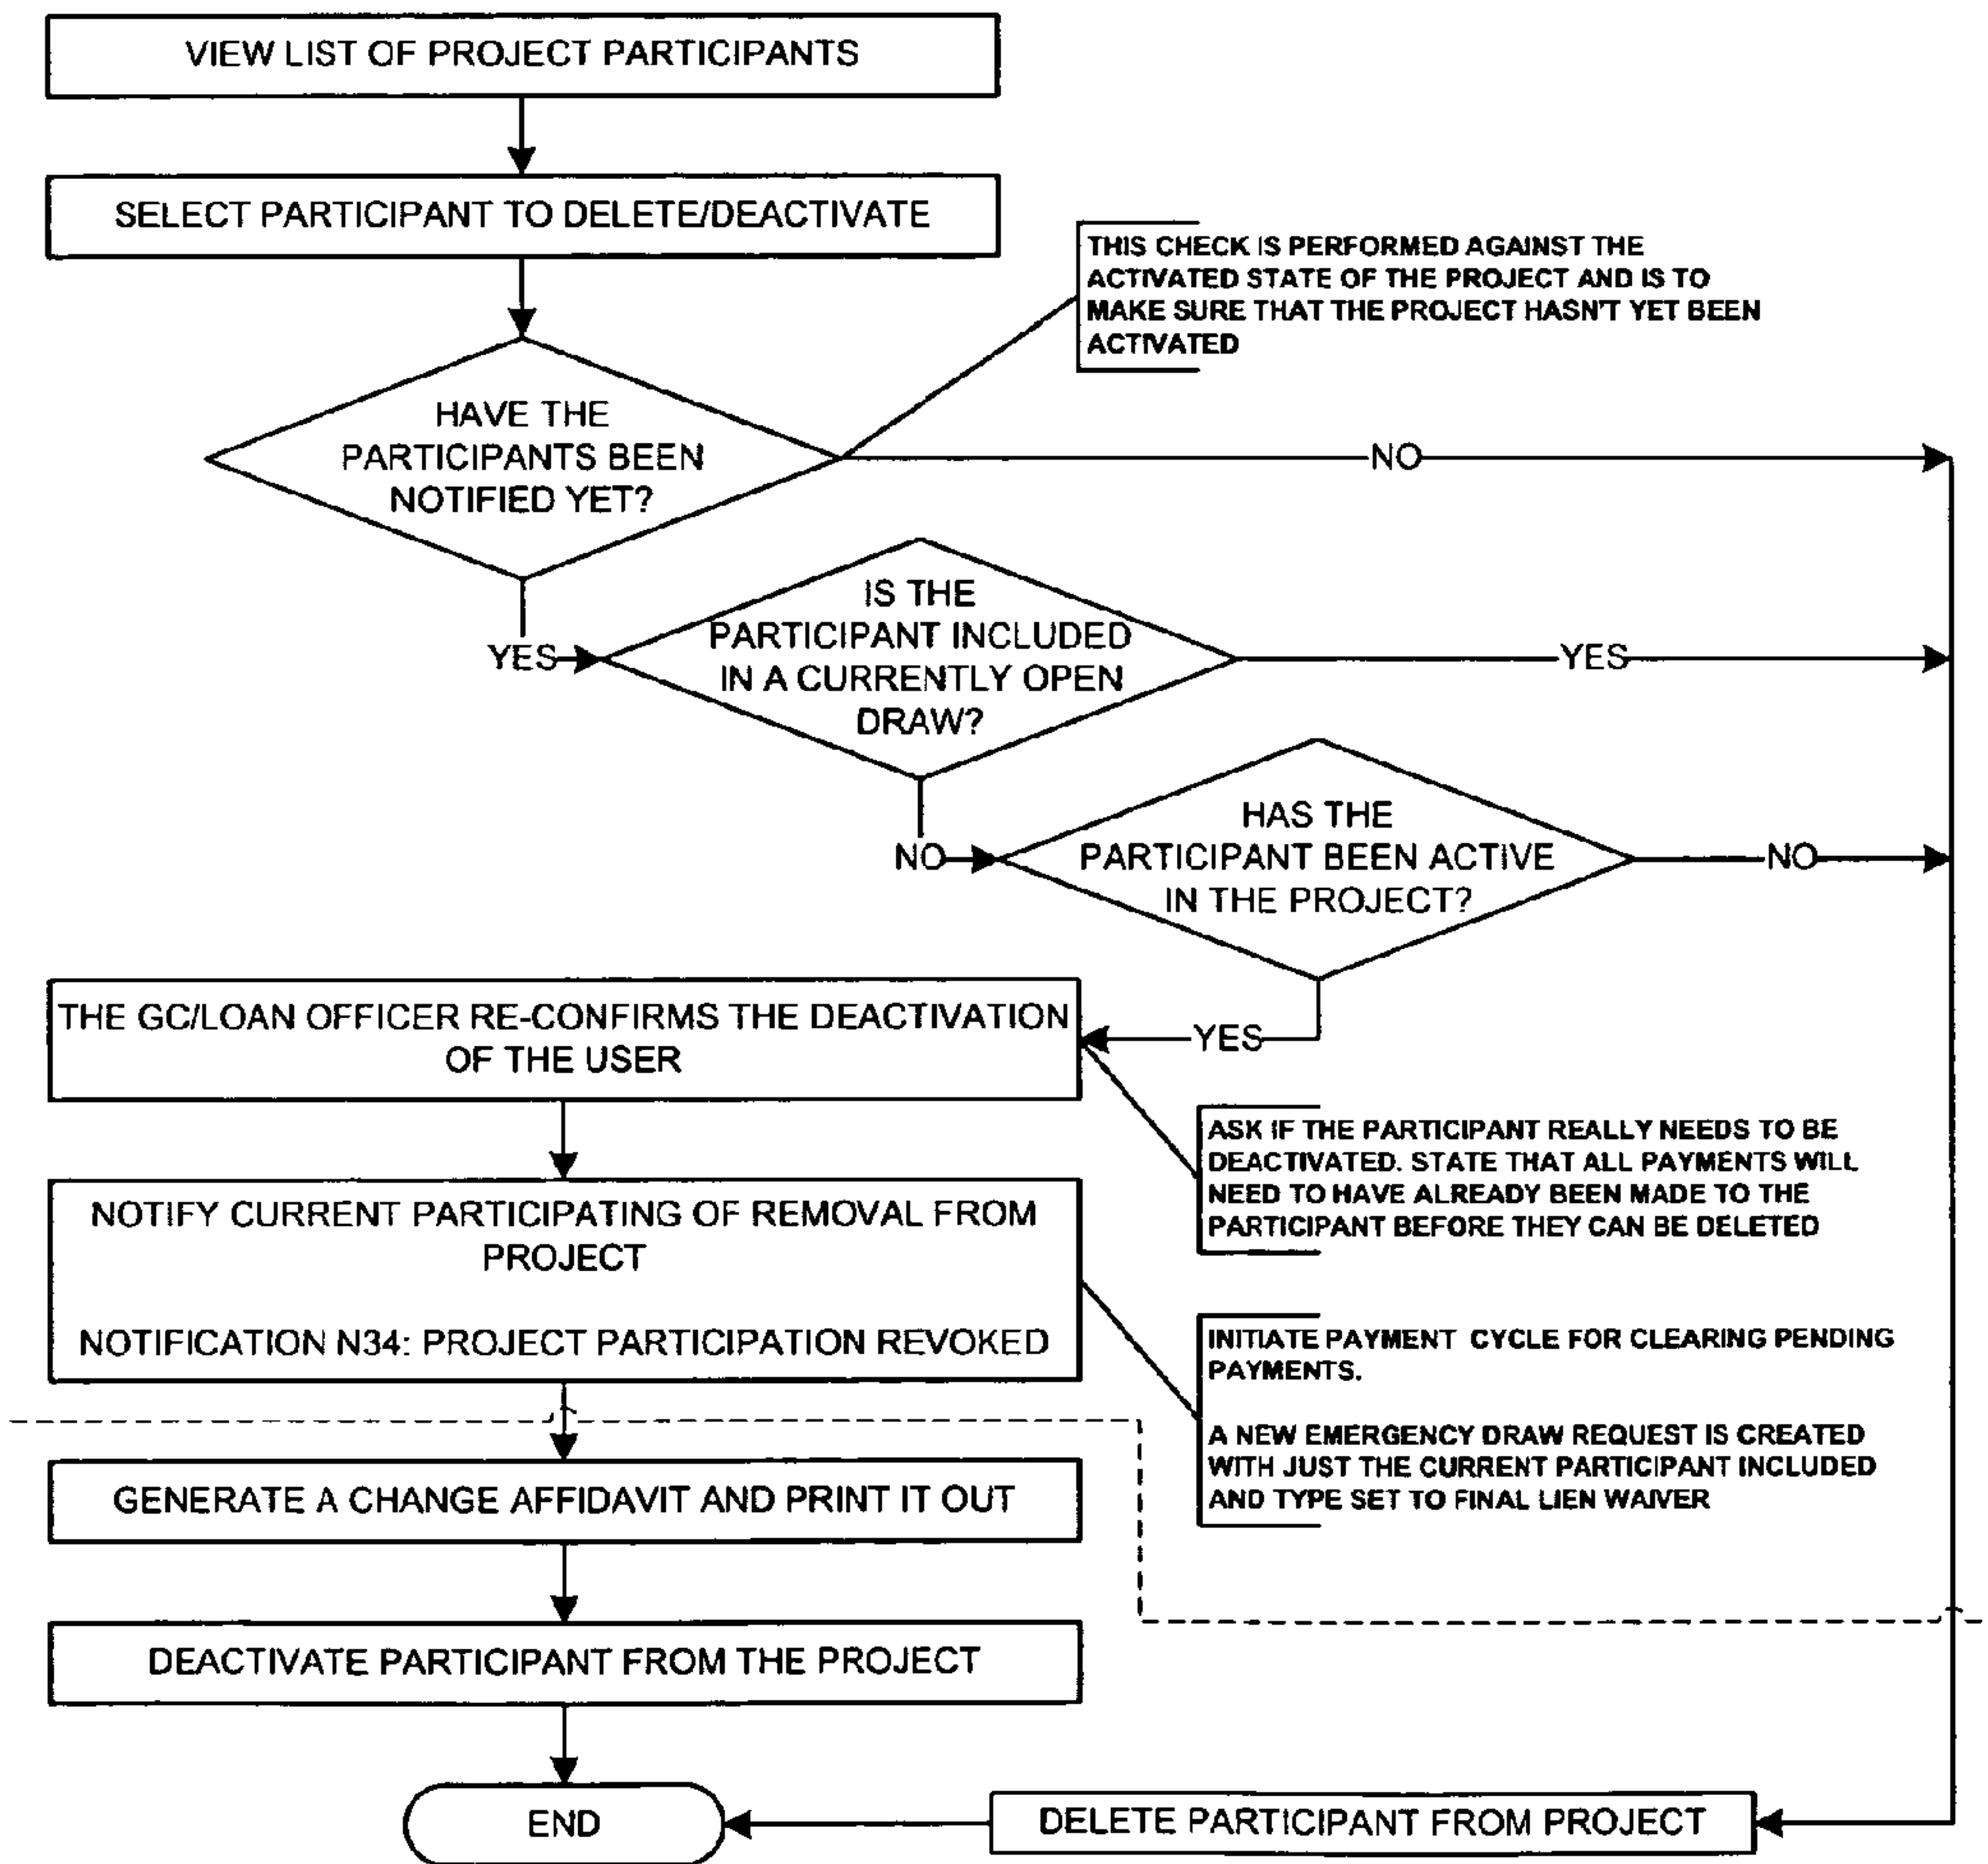 VIEW LIST OF PROJECT PARTICIPANTS
SELECT PARTICIPANT TO DELETE/DEACTIVATE
THIS CHECK IS PERFORMED AGAINST THE
ACTIVATED STATE OF THE PROJECT AND IS TO
MAKE SURE THAT THE PROJECT HASN'T YET BEEN
ACTIVATED
HAVE THE
PARTICIPANTS BEEN
NOTIFIED YET?
NO
YES
IS THE
PARTICIPANT INCLUDED
IN A CURRENTLY OPEN
DRAW?
YES
NO
HAS THE
PARTICIPANT BEEN ACTIVE
IN THE PROJECT?
NO
YES
THE GC/LOAN OFFICER RE-CONFIRMS THE DEACTIVATION
OF THE USER
ASK IF THE PARTICIPANT REALLY NEEDS TO BE
DEACTIVATED. STATE THAT ALL PAYMENTS WILL
NEED TO HAVE ALREADY BEEN MADE TO THE
PARTICIPANT BEFORE THEY CAN BE DELETED
NOTIFY CURRENT PARTICIPATING OF REMOVAL FROM
PROJECT
NOTIFICATION N34: PROJECT PARTICIPATION REVOKED
INITIATE PAYMENT CYCLE FOR CLEARING PENDING
PAYMENTS.
A NEW EMERGENCY DRAW REQUEST IS CREATED
WITH JUST THE CURRENT PARTICIPANT INCLUDED
AND TYPE SET TO FINAL LIEN WAIVER
GENERATE A CHANGE AFFIDAVIT AND PRINT IT OUT
DEACTIVATE PARTICIPANT FROM THE PROJECT
END
DELETE PARTICIPANT FROM PROJECT